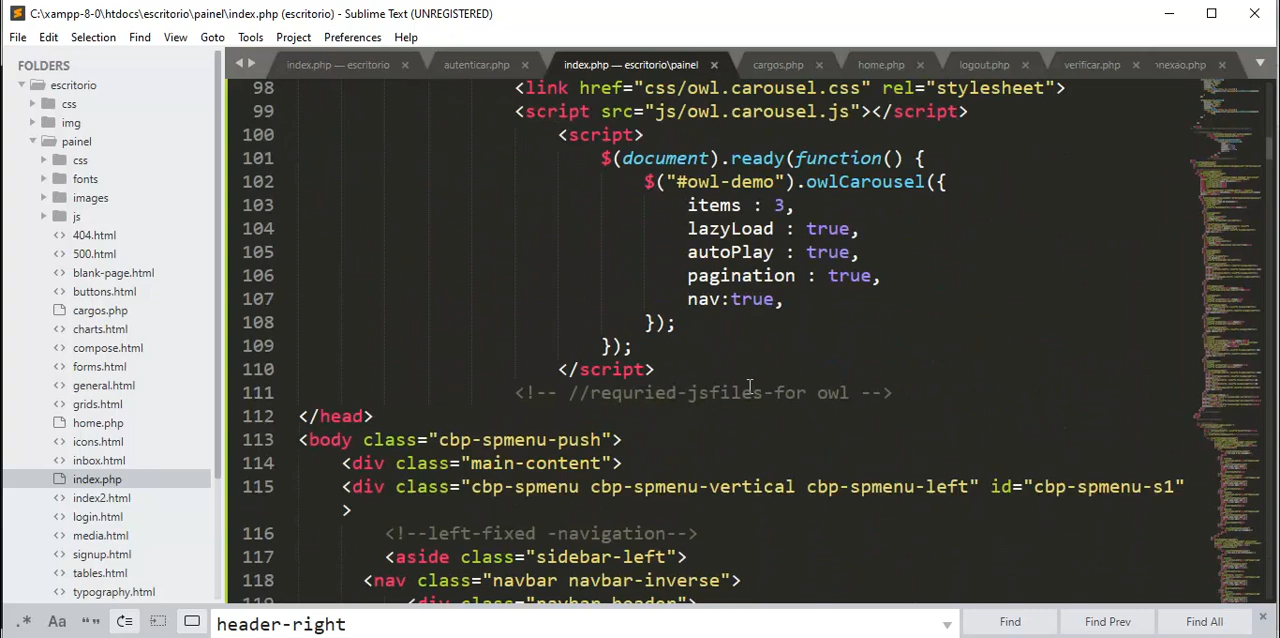 C:\xampp-8-0\htdocs\escritorio\painel\index.php (escritorio) - Sublime Text (UNREGISTERED)
File Edit Selection Find View Goto Tools Project Preferences Help
FOLDERS
escritorio
css
img
painel
css
fonts
images
js
404.html
500.html
blank-page.html
buttons.html
cargos.php
charts.html
compose.html
forms.html
general.html
grids.html
home.php
icons.html
inbox.html
index.php
index2.html
login.html
media.html
signup.html
tables.html
typography.html
index.php — escritorio × autenticar.php × index.php — escritorio\painel × cargos.php × home.php × logout.php × verificar.php × nexao.php ×
98 <link href="css/owl.carousel.css" rel="stylesheet">
99 <script src="js/owl.carousel.js"></script>
100 <script>
101 $(document).ready(function() {
102 $("#owl-demo").owlCarousel({
103 items : 3,
104 lazyLoad : true,
105 autoPlay : true,
106 pagination : true,
107 nav:true,
108 });
109 });
110 </script>
111 <!-- //requried-jsfiles-for owl -->
112 </head>
113 <body class="cbp-spmenu-push">
114 <div class="main-content">
115 <div class="cbp-spmenu cbp-spmenu-vertical cbp-spmenu-left" id="cbp-spmenu-s1"
>
116 <!--left-fixed -navigation-->
117 <aside class="sidebar-left">
118 <nav class="navbar navbar-inverse">
119 <div class="navbar-header">
.* Aa “” header-right Find Find Prev Find All ×